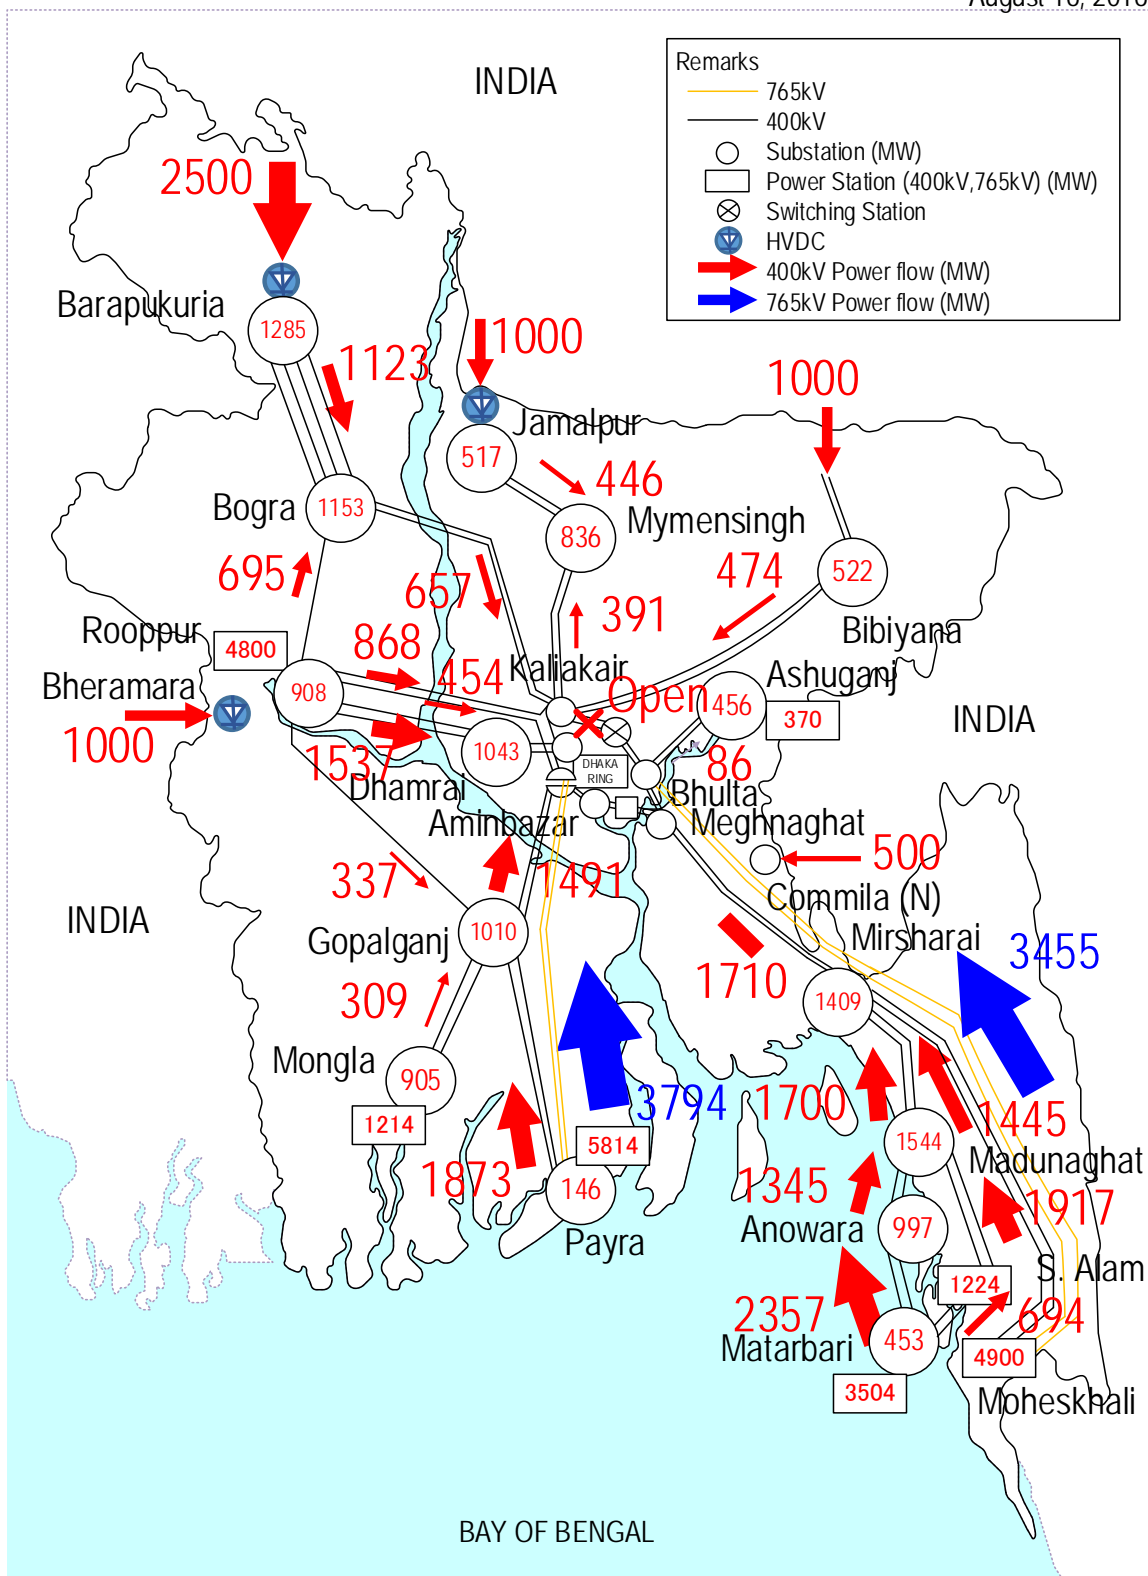 INDIA
Remarks
765kV
400kV
Substation (MW)
Power Station (400kV,765kV) (MW)
Switching Station
HVDC
400kV Power flow (MW)
765kV Power flow (MW)
2500
Barapukuria
1285
1123
1000
1000
Jamalpur
517
446
Bogra
1153
836
Mymensingh
474
522
695
657
391
Bibiyana
Rooppur
4800
868
Kaliakair
Ashuganj
Bheramara
908
454
Open
456
370
INDIA
1000
1537
1043
DHAKA
RING
86
Dhamrai
Bhulta
Aminbazar
Meghnaghat
337
1491
500
Commila (N)
INDIA
Gopalganj
1010
Mirsharai
3455
1710
309
1409
Mongla
905
1214
3794
1700
1445
5814
1544
Madunaghat
1873
146
1345
1917
Payra
Anowara
997
S. Alam
1224
2357
694
Matarbari
453
4900
3504
Moheskhali
BAY OF BENGAL